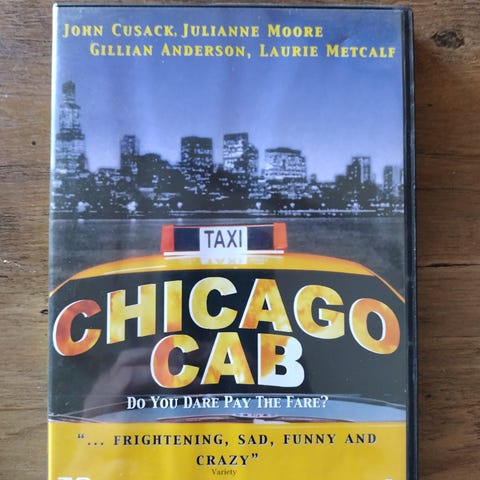 JOHN CUSACK, JULIANNE MOORE
GILLIAN ANDERSON, LAURIE METCALF
TAXI
CHICAGO
CAB
DO YOU DARE PAY THE FARE?
"... FRIGHTENING, SAD, FUNNY AND
CRAZY"
Variety